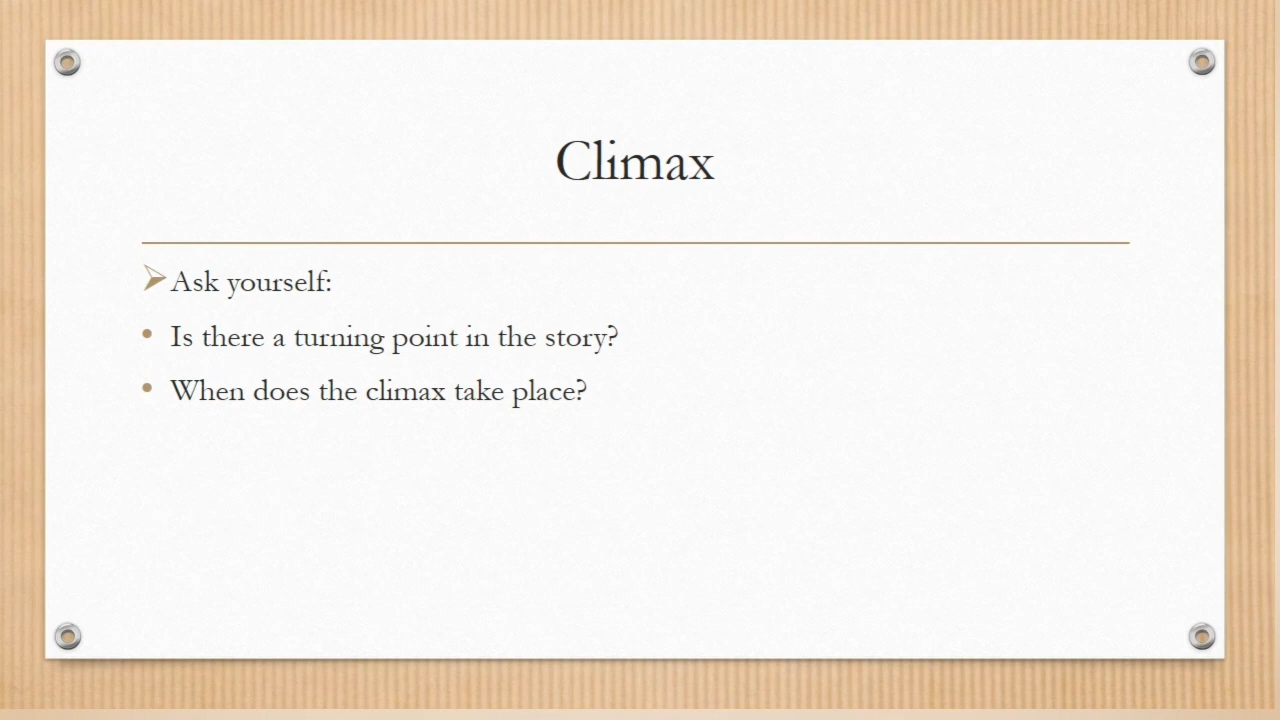 Climax
Ask yourself:
Is there a turning point in the story?
When does the climax take place?